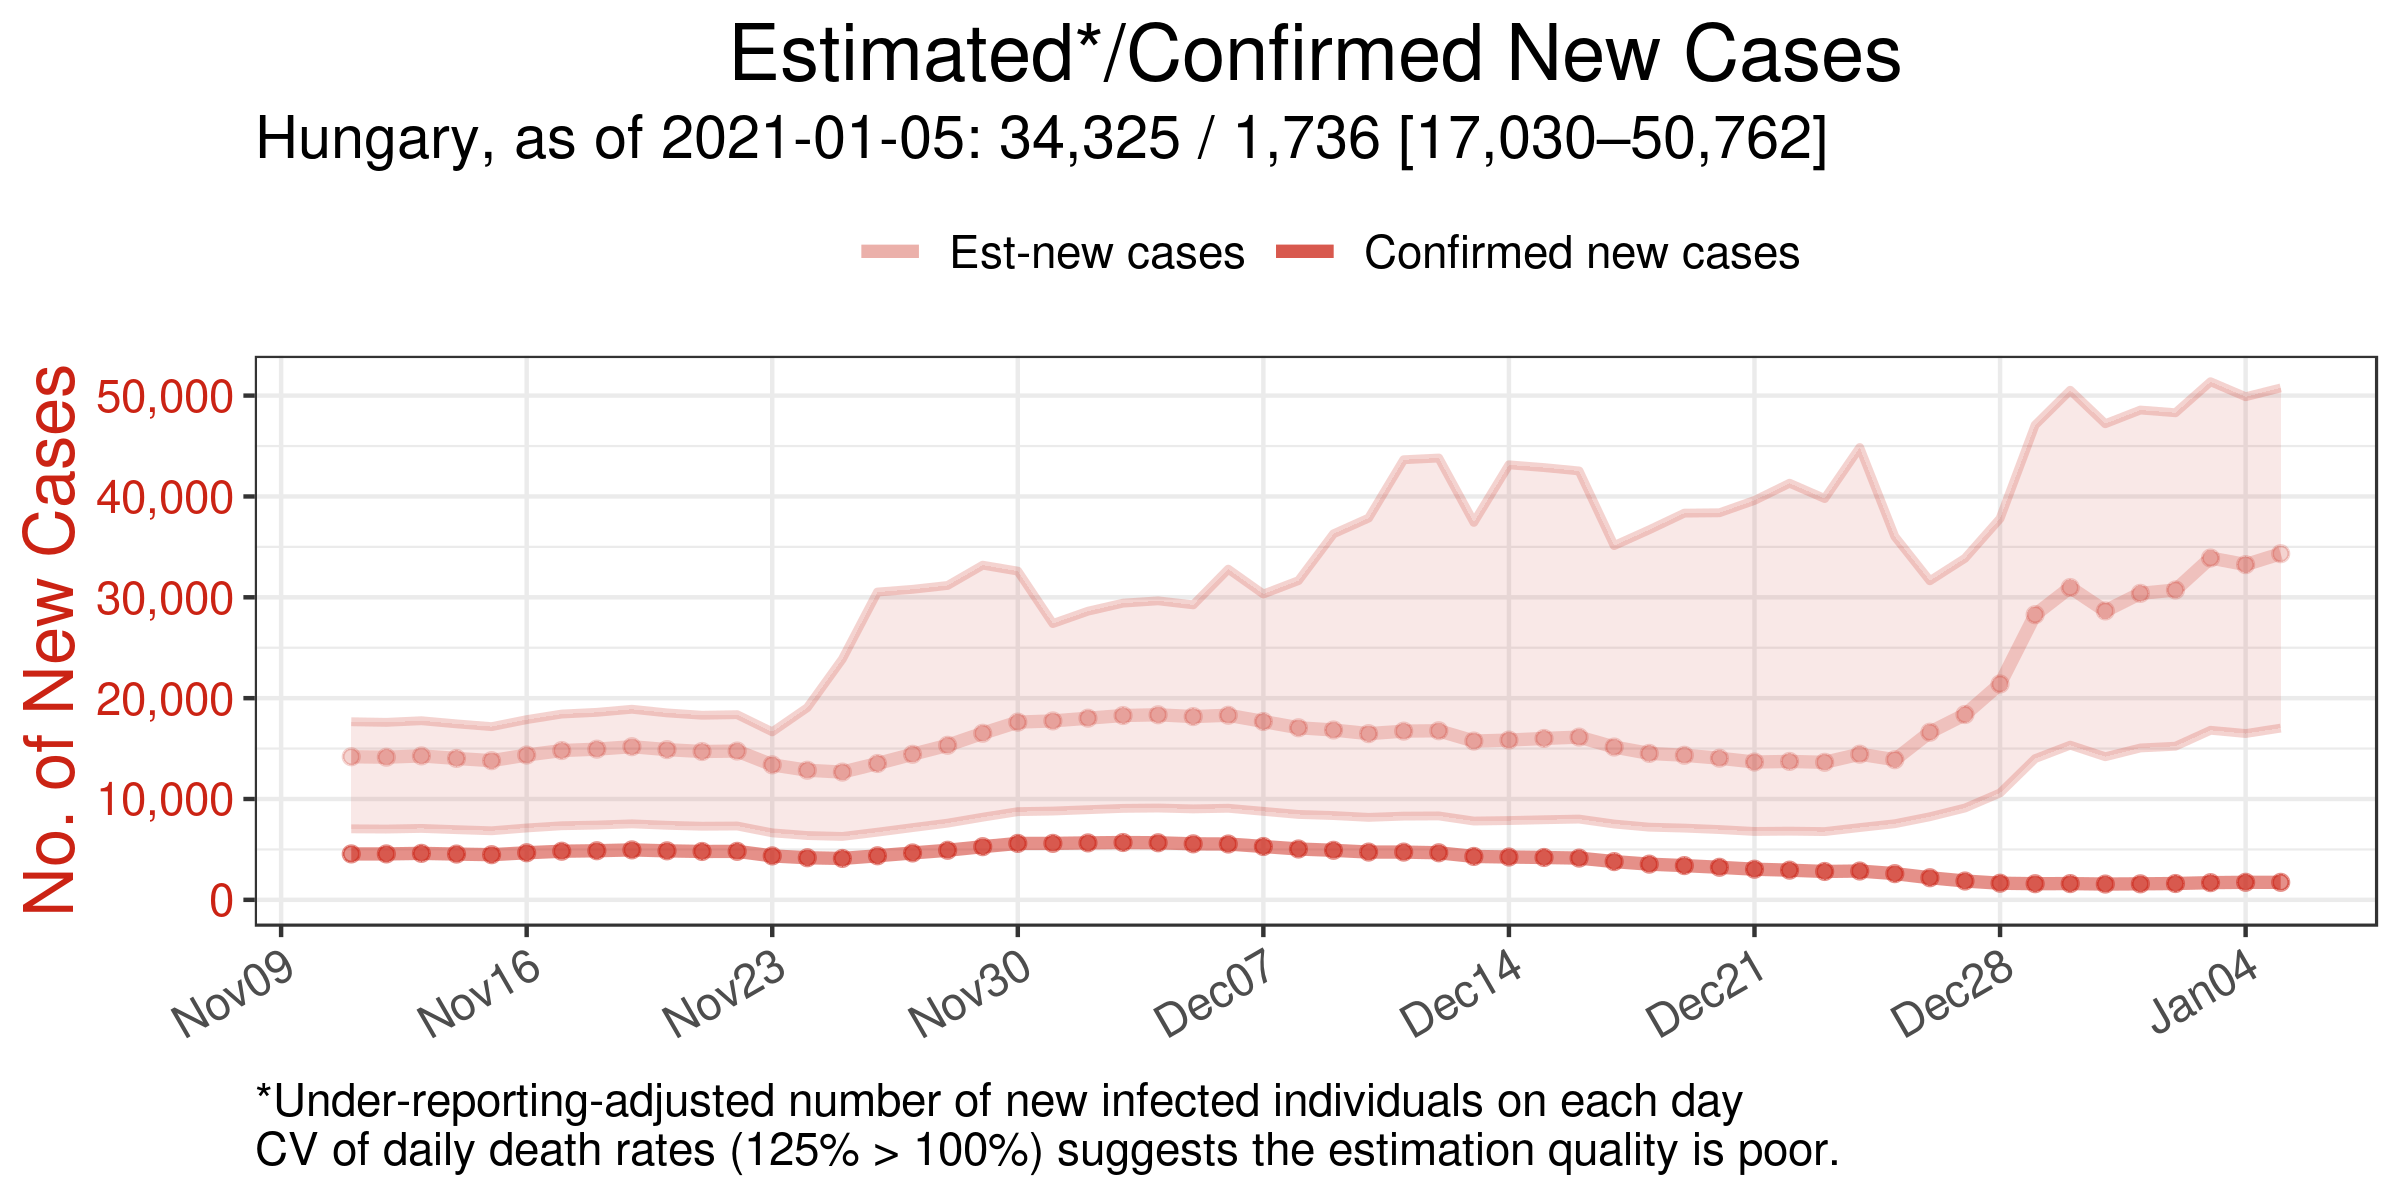 Estimated*/Confirmed New Cases
Hungary, as of 2021-01-05: 34,325 / 1,736 [17,030–50,762]
Est-new cases
Confirmed new cases
No. of New Cases
50,000
40,000
30,000
20,000
10,000
0
Nov09
Nov16
Nov23
Nov30
Dec07
Dec14
Dec21
Dec28
Jan04
*Under-reporting-adjusted number of new infected individuals on each day
CV of daily death rates (125% > 100%) suggests the estimation quality is poor.